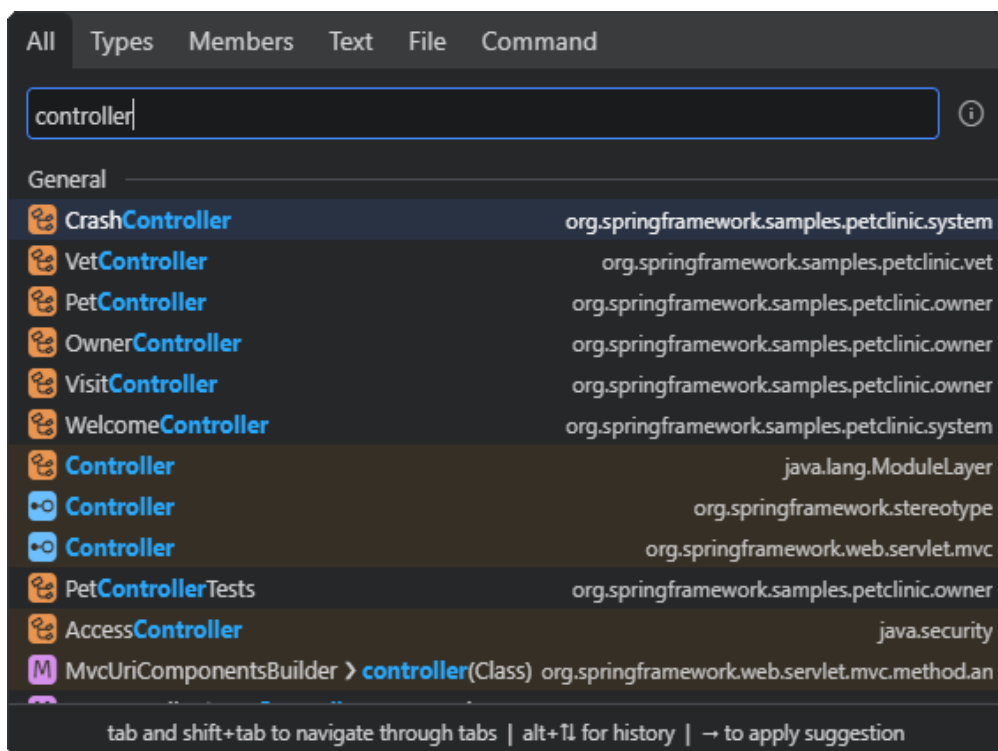 All Types Members Text File Command
controller
General
CrashController org.springframework.samples.petclinic.system
VetController org.springframework.samples.petclinic.vet
PetController org.springframework.samples.petclinic.owner
OwnerController org.springframework.samples.petclinic.owner
VisitController org.springframework.samples.petclinic.owner
WelcomeController org.springframework.samples.petclinic.system
Controller java.lang.ModuleLayer
Controller org.springframework.stereotype
Controller org.springframework.web.servlet.mvc
PetControllerTests org.springframework.samples.petclinic.owner
AccessController java.security
M MvcUriComponentsBuilder ❯ controller(Class) org.springframework.web.servlet.mvc.method.an
tab and shift+tab to navigate through tabs | alt+⇅ for history | → to apply suggestion